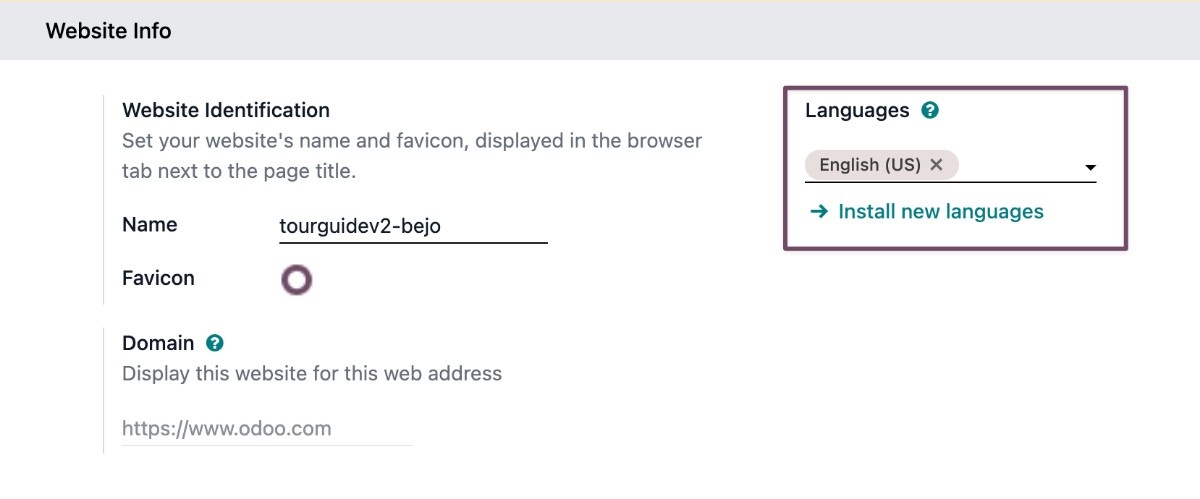 Website Info
Website Identification
Set your website's name and favicon, displayed in the browser
tab next to the page title.
Name
tourguidev2-bejo
Favicon
Domain ?
Display this website for this web address
https://www.odoo.com
Languages ?
English (US) ✕
→ Install new languages